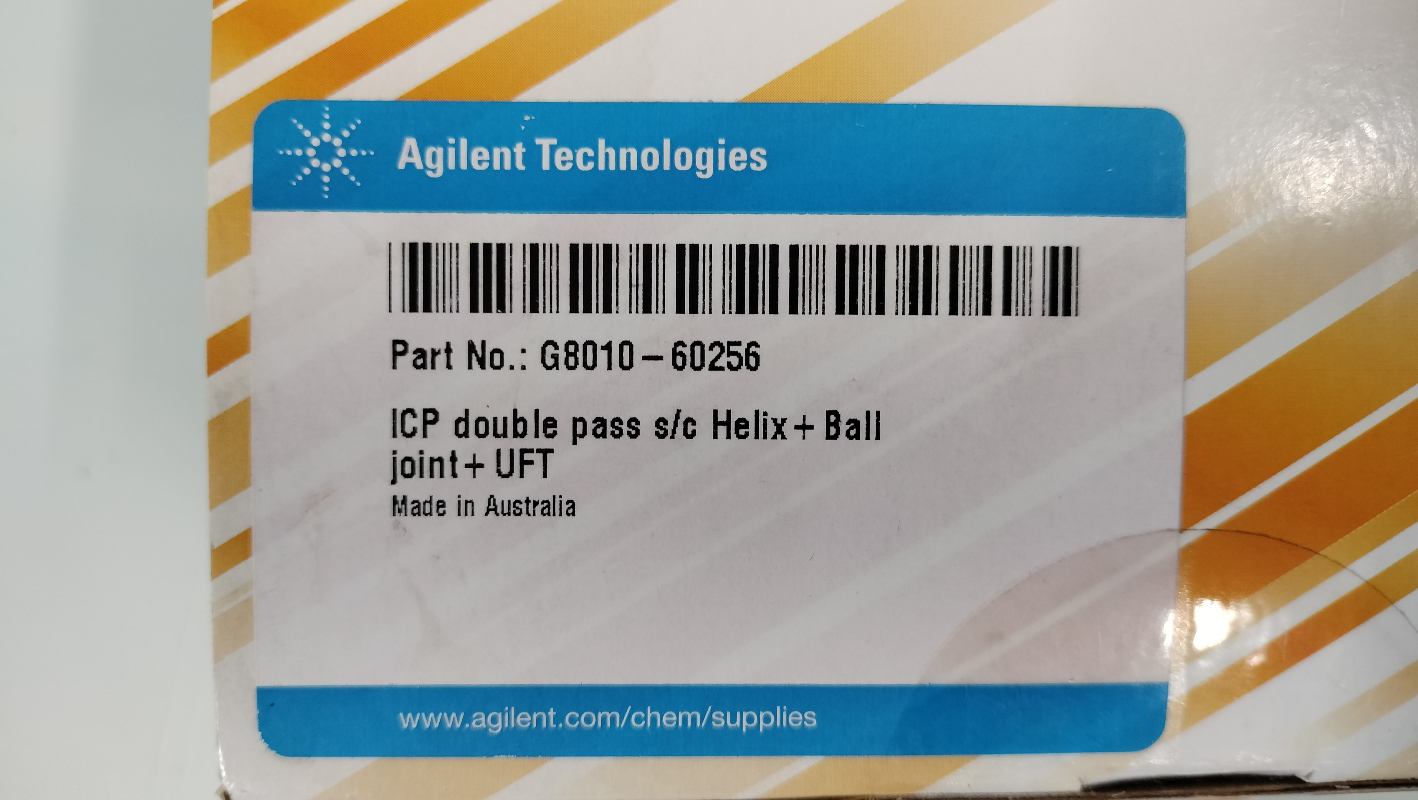 Agilent Technologies
Part No.: G8010-60256
ICP double pass s/c Helix+ Ball
joint+ UFT
Made in Australia
www.agilent.com/chem/supplies